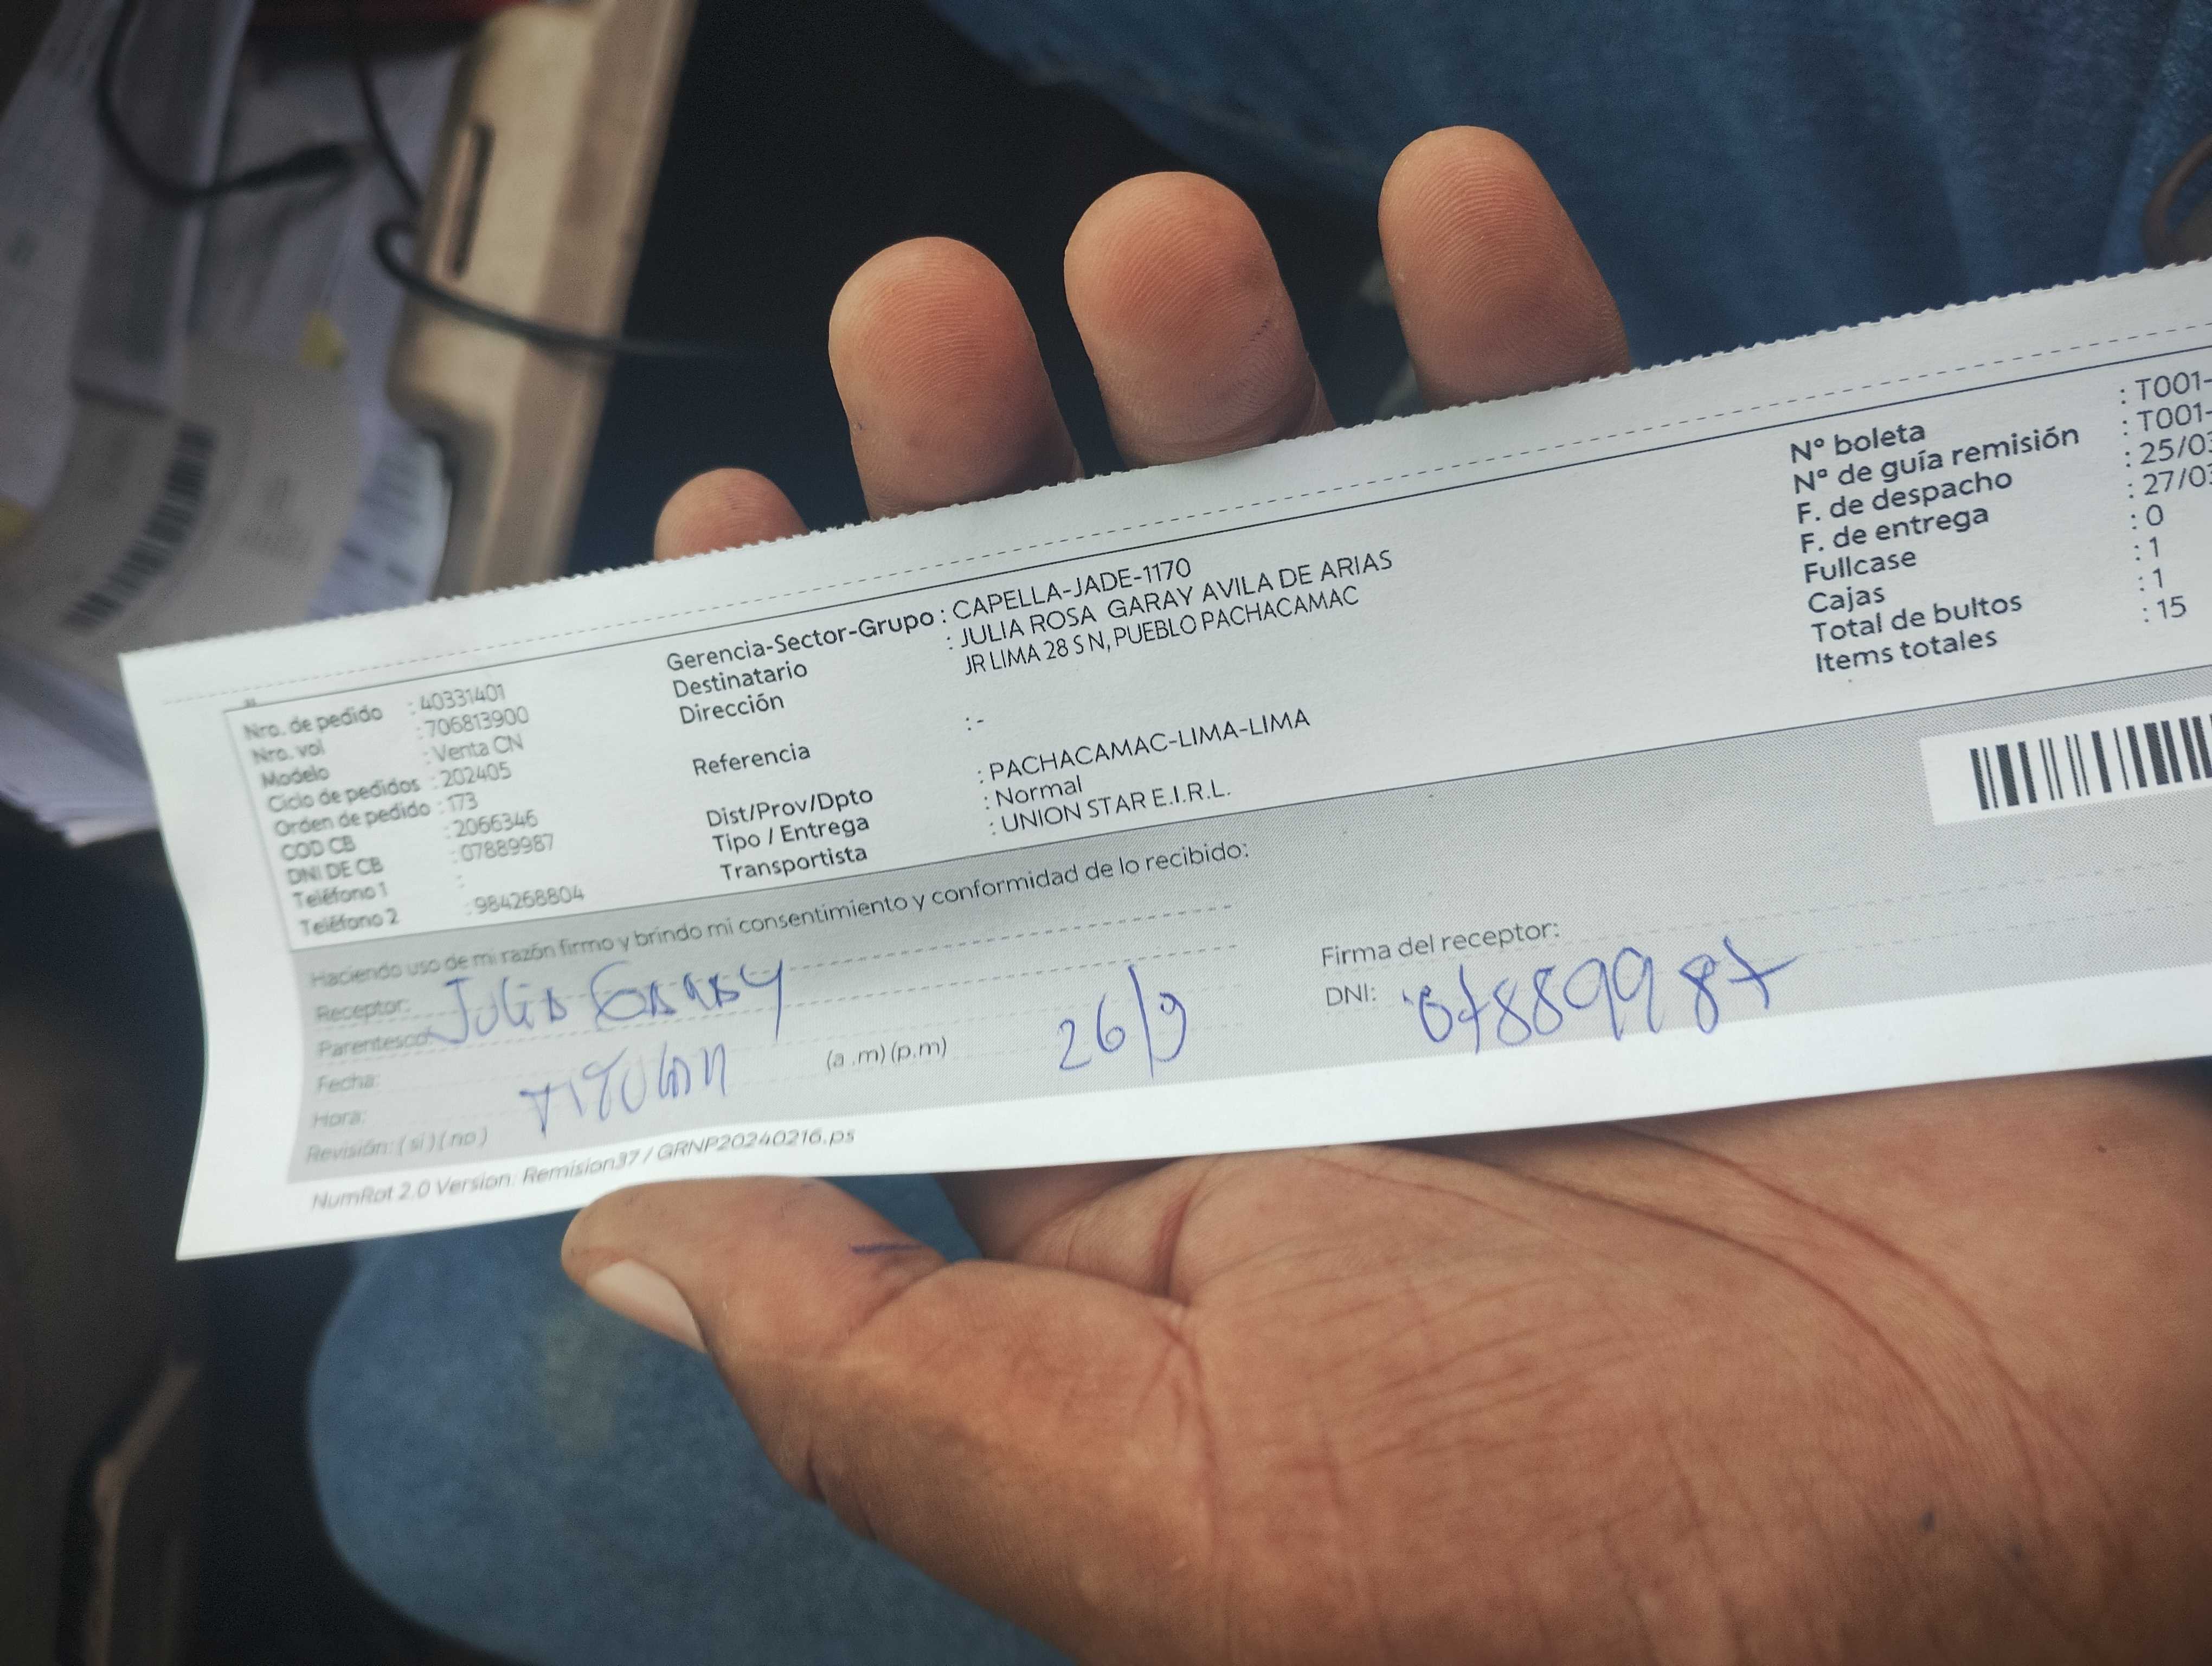 Nro. de pedido : 40331401
Nro. vol : 706813900
Modelo : Venta CN
Ciclo de pedidos : 202405
Orden de pedido : 173
COD CB : 2066346
DNI DE CB : 07889987
Teléfono 1 :
Teléfono 2 : 984268804
Gerencia-Sector-Grupo : CAPELLA-JADE-1170
Destinatario : JULIA ROSA GARAY AVILA DE ARIAS
Dirección JR LIMA 28 S N, PUEBLO PACHACAMAC
Referencia : -
Dist/Prov/Dpto : PACHACAMAC-LIMA-LIMA
Tipo / Entrega : Normal
Transportista : UNION STAR E.I.R.L.
N° boleta : T001-
N° de guía remisión : T001-
F. de despacho : 25/03
F. de entrega : 27/03
Fullcase : 0
Cajas : 1
Total de bultos : 1
Items totales : 15
Haciendo uso de mi razón firmo y brindo mi consentimiento y conformidad de lo recibido:
Receptor: Julia Garay
Parentesco:
Fecha:
Hora: TITULAR (a .m) (p.m) 26/9
Revisión: ( sí ) ( no )
Firma del receptor:
DNI: 07889987
NumRot 2.0 Version: Remision37 / GRNP20240216.ps